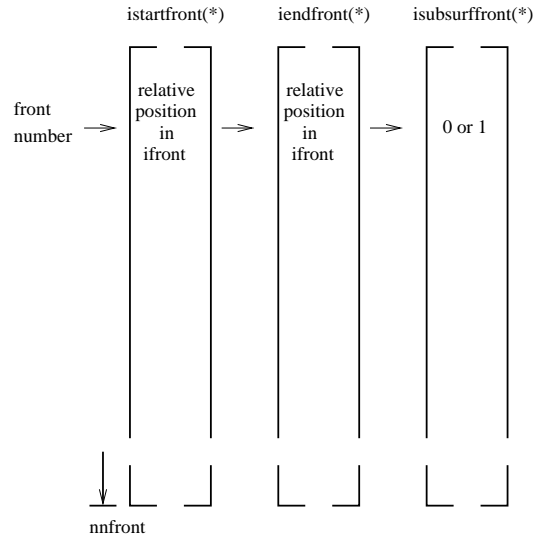 istartfront(*) iendfront(*) isubsurffront(*)
front
number
relative
position
in
ifront
relative
position
in
ifront
0 or 1
nnfront